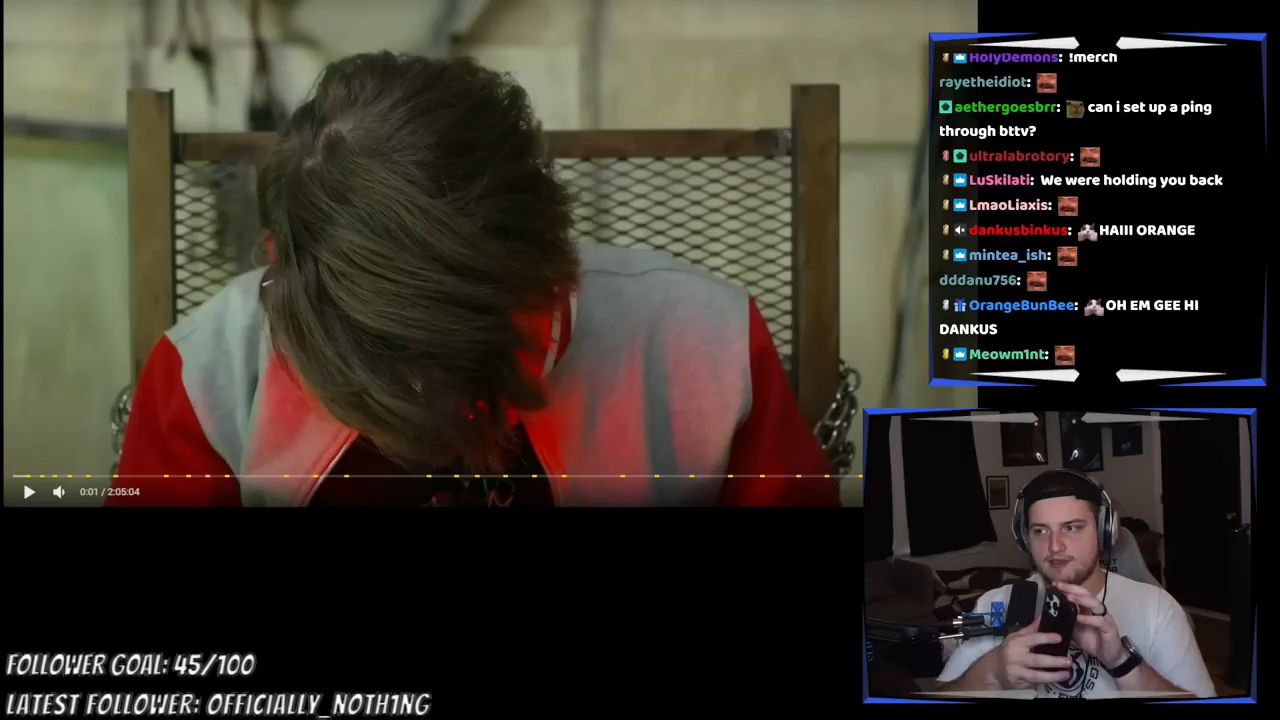 HolyDemons: !merch
rayetheidiot:
aethergoesbrr: can i set up a ping
through bttv?
ultralabrotory:
LuSkilati: We were holding you back
LmaoLiaxis:
dankusbinkus: HAIII ORANGE
mintea_ish:
dddanu756:
OrangeBunBee: OH EM GEE HI
DANKUS
Meowm1nt:
0:01 / 2:05:04
FOLLOWER GOAL: 45/100
LATEST FOLLOWER: OFFICIALLY_NOTH1NG